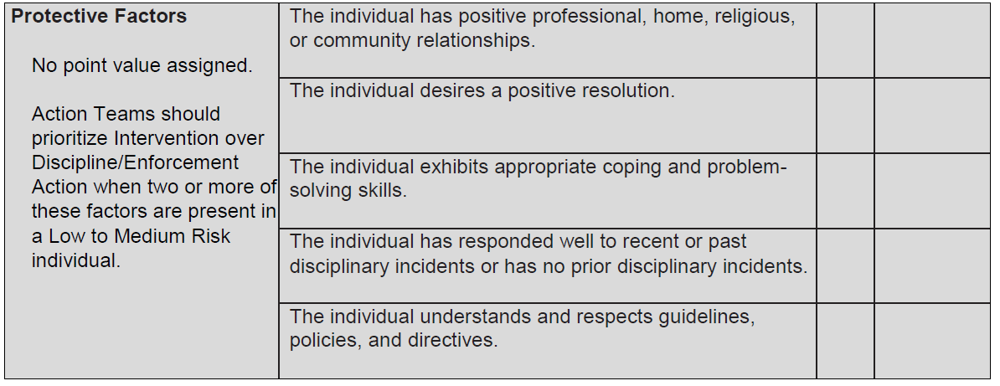 Protective Factors
No point value assigned.
Action Teams should
prioritize Intervention over
Discipline/Enforcement
Action when two or more of
these factors are present in
a Low to Medium Risk
individual.
The individual has positive professional, home, religious,
or community relationships.
The individual desires a positive resolution.
The individual exhibits appropriate coping and problem-
solving skills.
The individual has responded well to recent or past
disciplinary incidents or has no prior disciplinary incidents.
The individual understands and respects guidelines,
policies, and directives.